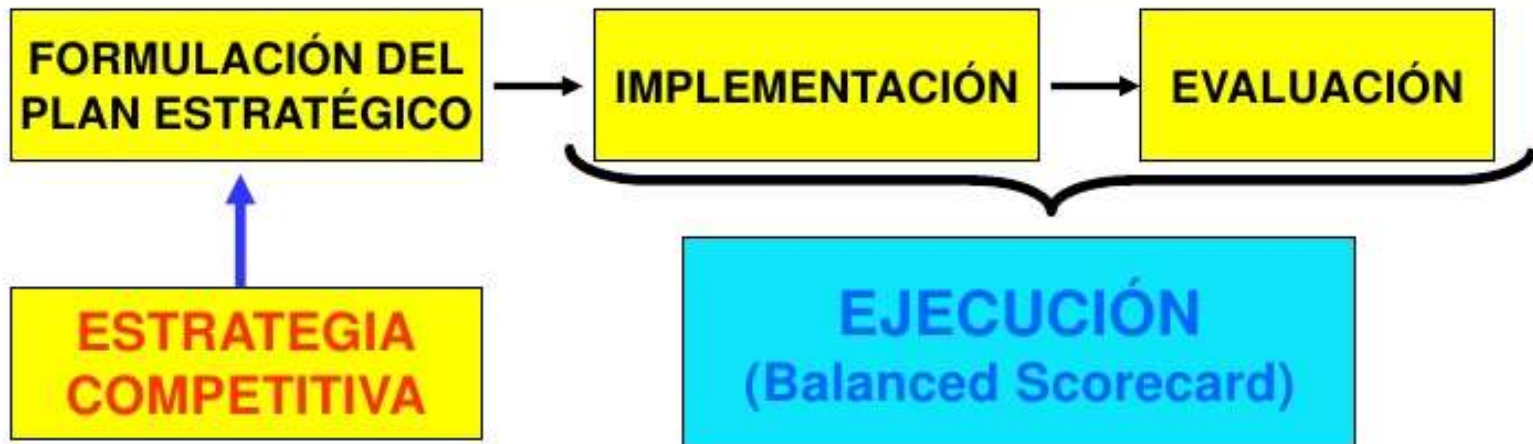 FORMULACIÓN DEL
PLAN ESTRATÉGICO
IMPLEMENTACIÓN
EVALUACIÓN
ESTRATEGIA
COMPETITIVA
EJECUCIÓN
(Balanced Scorecard)